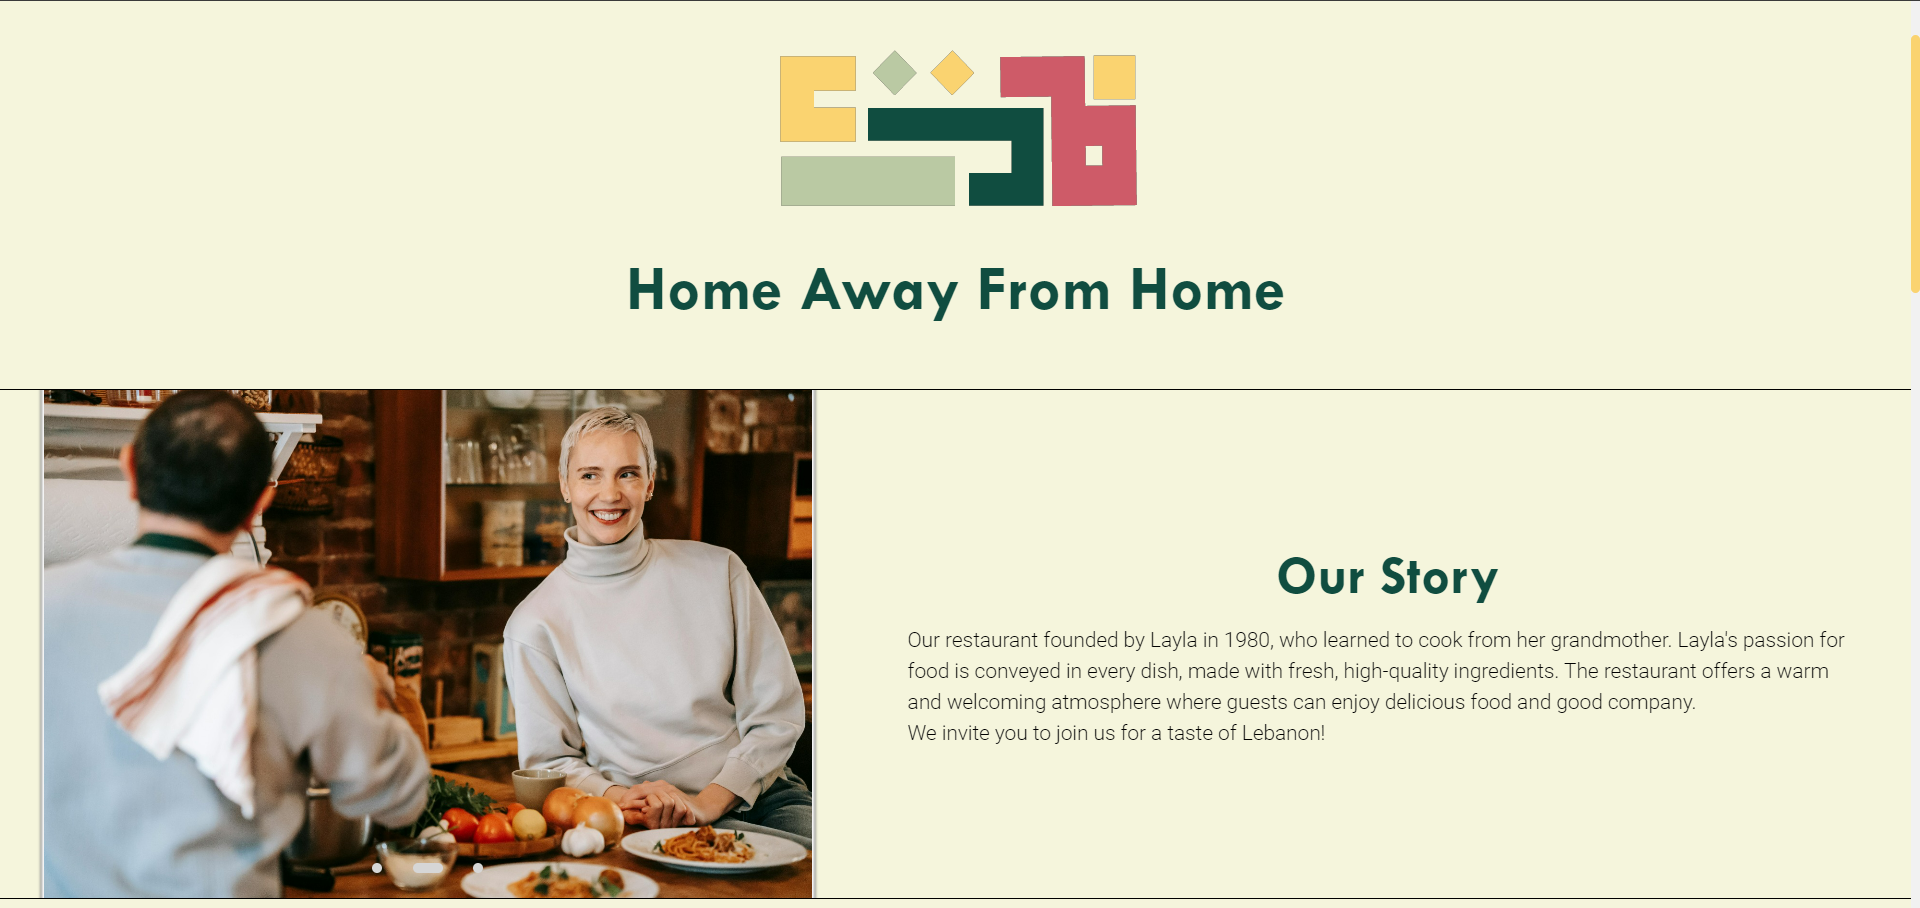 Home Away From Home
Our Story
Our restaurant founded by Layla in 1980, who learned to cook from her grandmother. Layla's passion for
food is conveyed in every dish, made with fresh, high-quality ingredients. The restaurant offers a warm
and welcoming atmosphere where guests can enjoy delicious food and good company.
We invite you to join us for a taste of Lebanon!